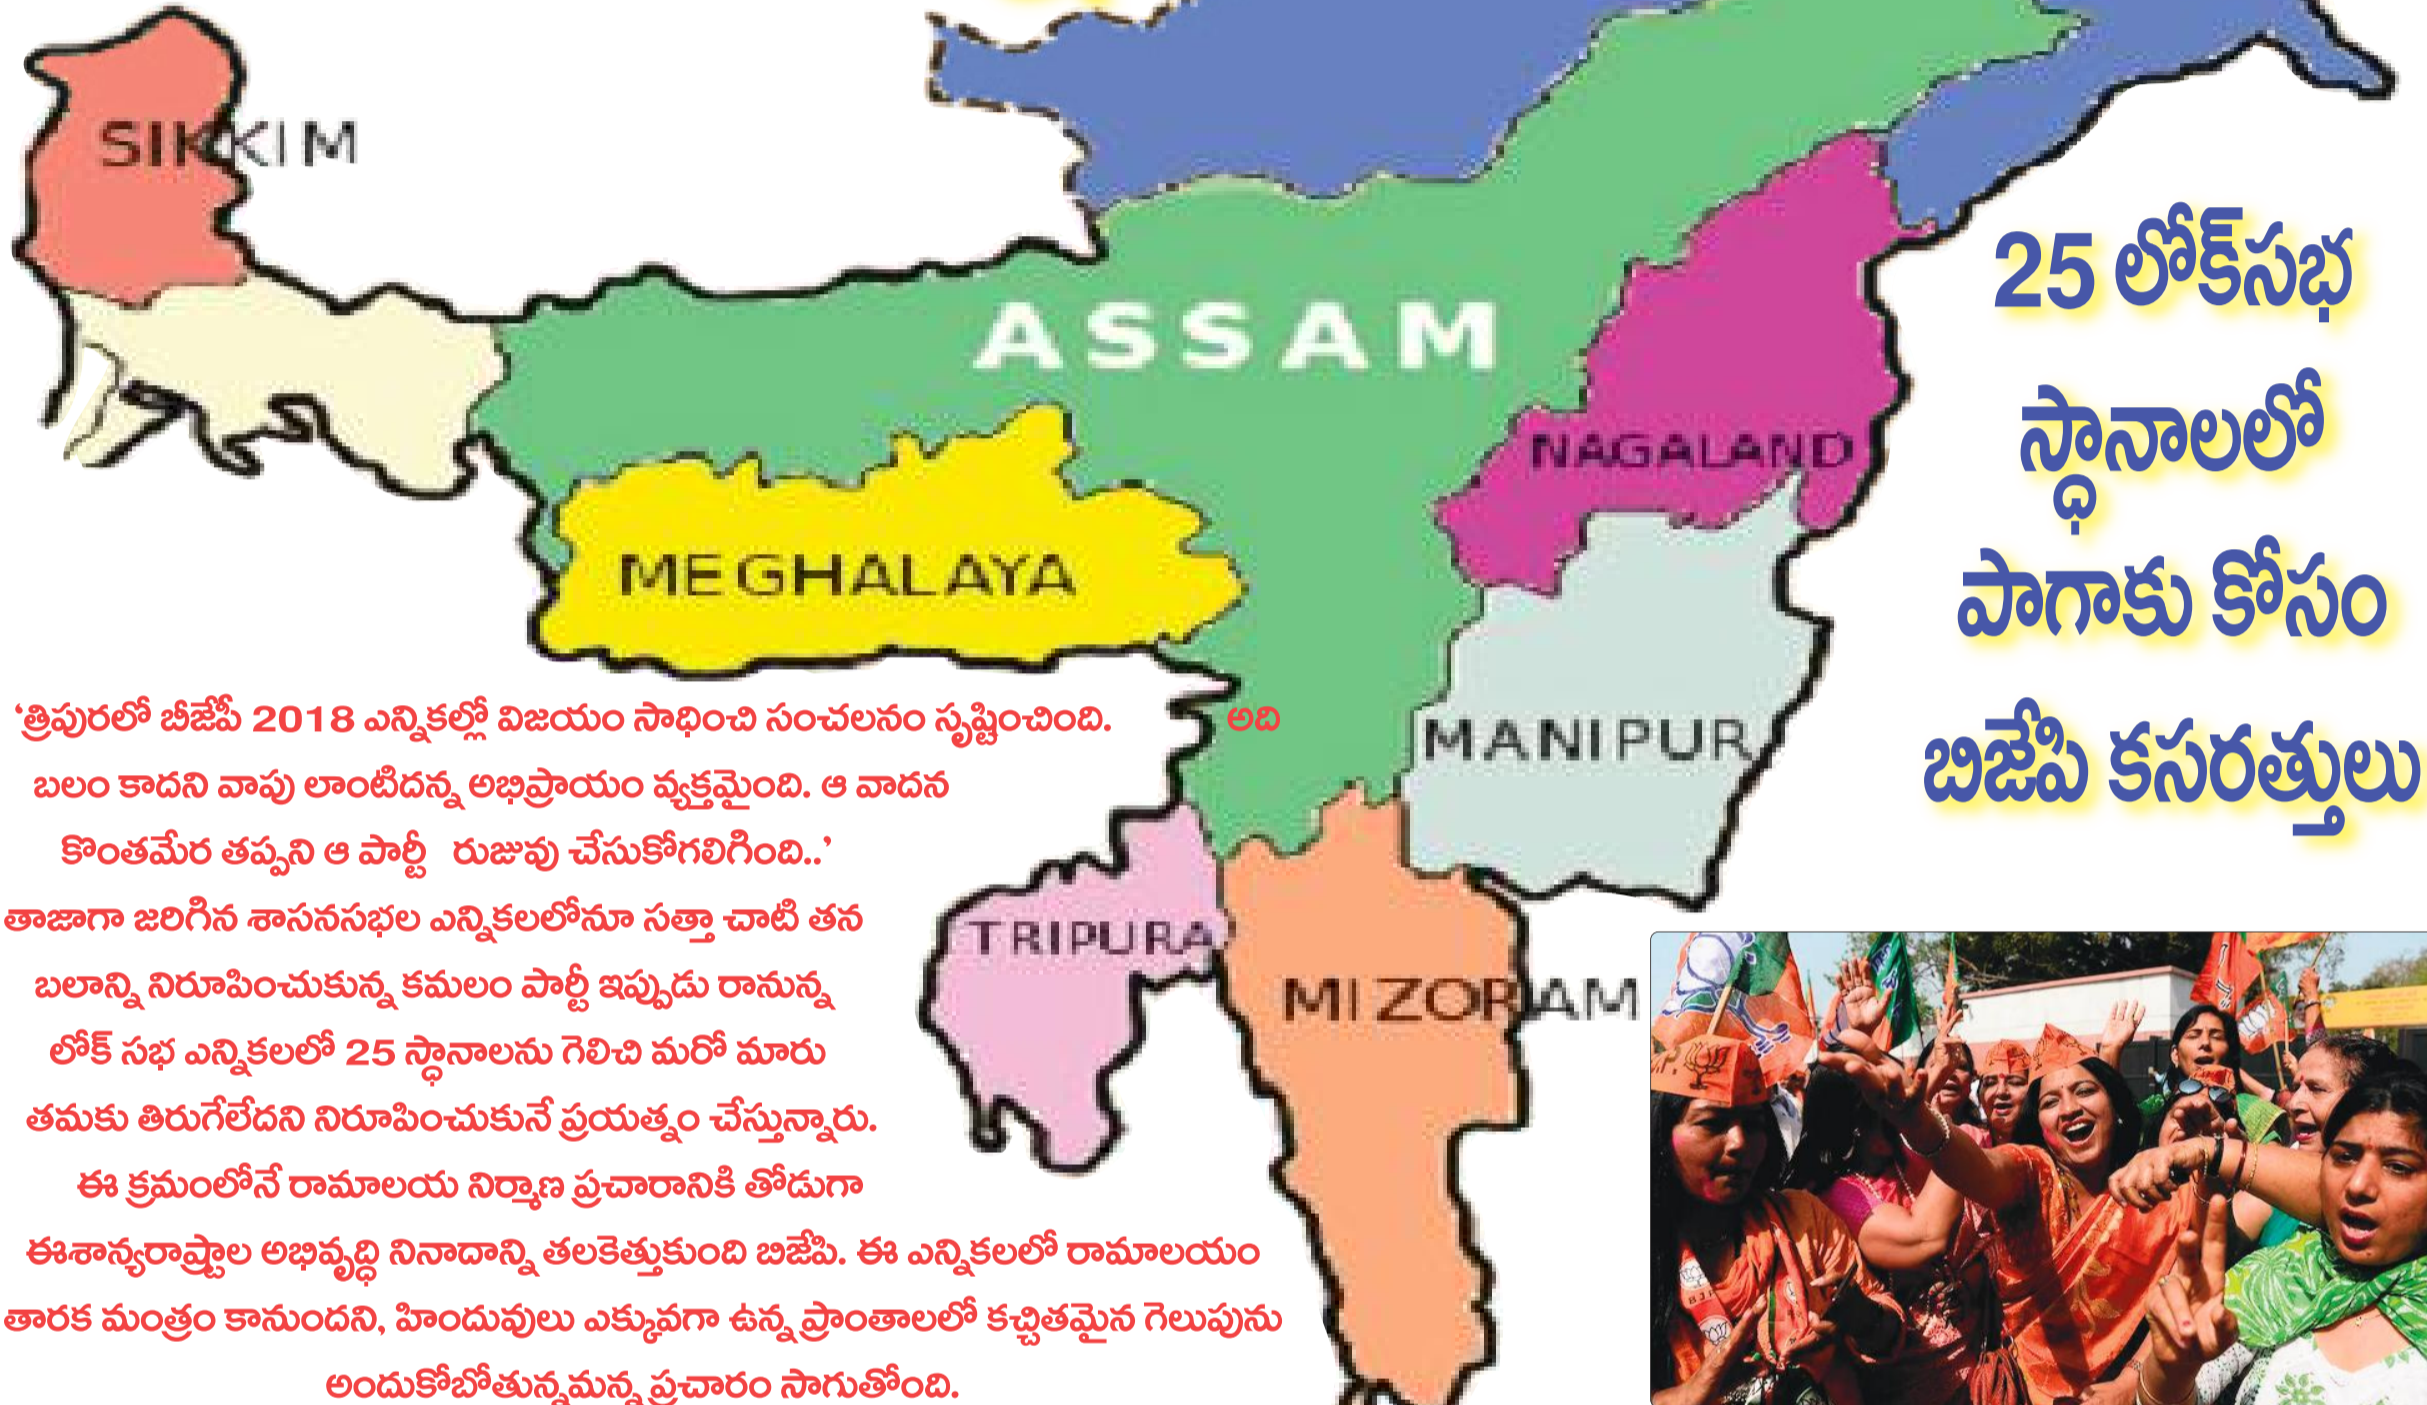 SIKKIM
ASSAM
NAGALAND
MEGHALAYA
MANIPUR
TRIPURA
MIZORAM
25 లోక్‌సభ
స్థానాలలో
పాగాకు కోసం
బిజేపి కసరత్తులు
‘త్రిపురలో బీజేపీ 2018 ఎన్నికల్లో విజయం సాధించి సంచలనం సృష్టించింది. అది
బలం కాదని వాపు లాంటిదన్న అభిప్రాయం వ్యక్తమైంది. ఆ వాదన
కొంతమేర తప్పని ఆ పార్టీ రుజువు చేసుకోగలిగింది..’
తాజాగా జరిగిన శాసనసభల ఎన్నికలలోనూ సత్తా చాటి తన
బలాన్ని నిరూపించుకున్న కమలం పార్టీ ఇప్పుడు రానున్న
లోక్ సభ ఎన్నికలలో 25 స్థానాలను గెలిచి మరో మారు
తమకు తిరుగేలేదని నిరూపించుకునే ప్రయత్నం చేస్తున్నారు.
ఈ క్రమంలోనే రామాలయ నిర్మాణ ప్రచారానికి తోడుగా
ఈశాన్యరాష్ట్రాల అభివృద్ధి నినాదాన్ని తలకెత్తుకుంది బిజేపి. ఈ ఎన్నికలలో రామాలయం
తారక మంత్రం కానుందని, హిందువులు ఎక్కువగా ఉన్న ప్రాంతాలలో కచ్చితమైన గెలుపును
అందుకోబోతున్నమన్న ప్రచారం సాగుతోంది.